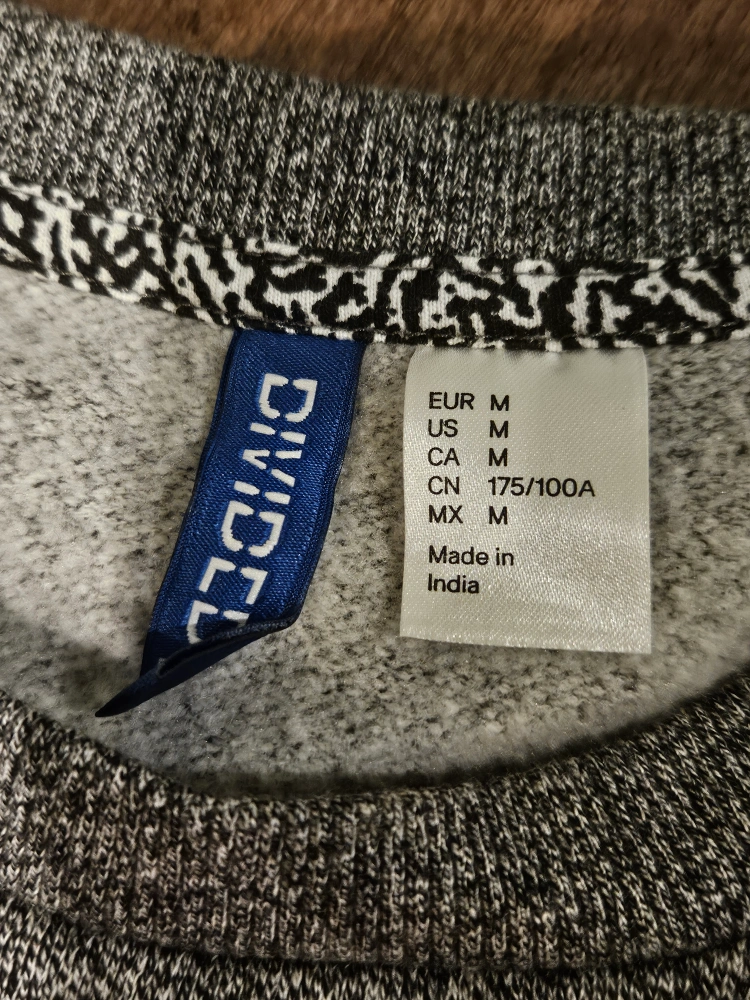 DIVIDED
EUR M
US M
CA M
CN 175/100A
MX M
Made in
India